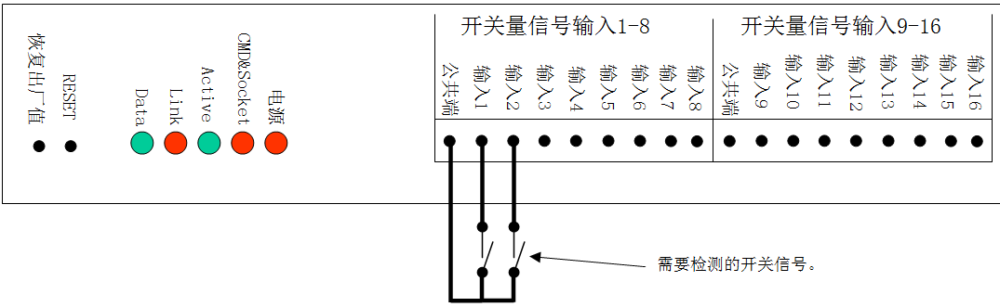 恢复出厂值
RESET
Data
Link
Active
CMD&Socket
电源
开关量信号输入1-8
公共端
输入1
输入2
输入3
输入4
输入5
输入6
输入7
输入8
开关量信号输入9-16
公共端
输入9
输入10
输入11
输入12
输入13
输入14
输入15
输入16
需要检测的开关信号。